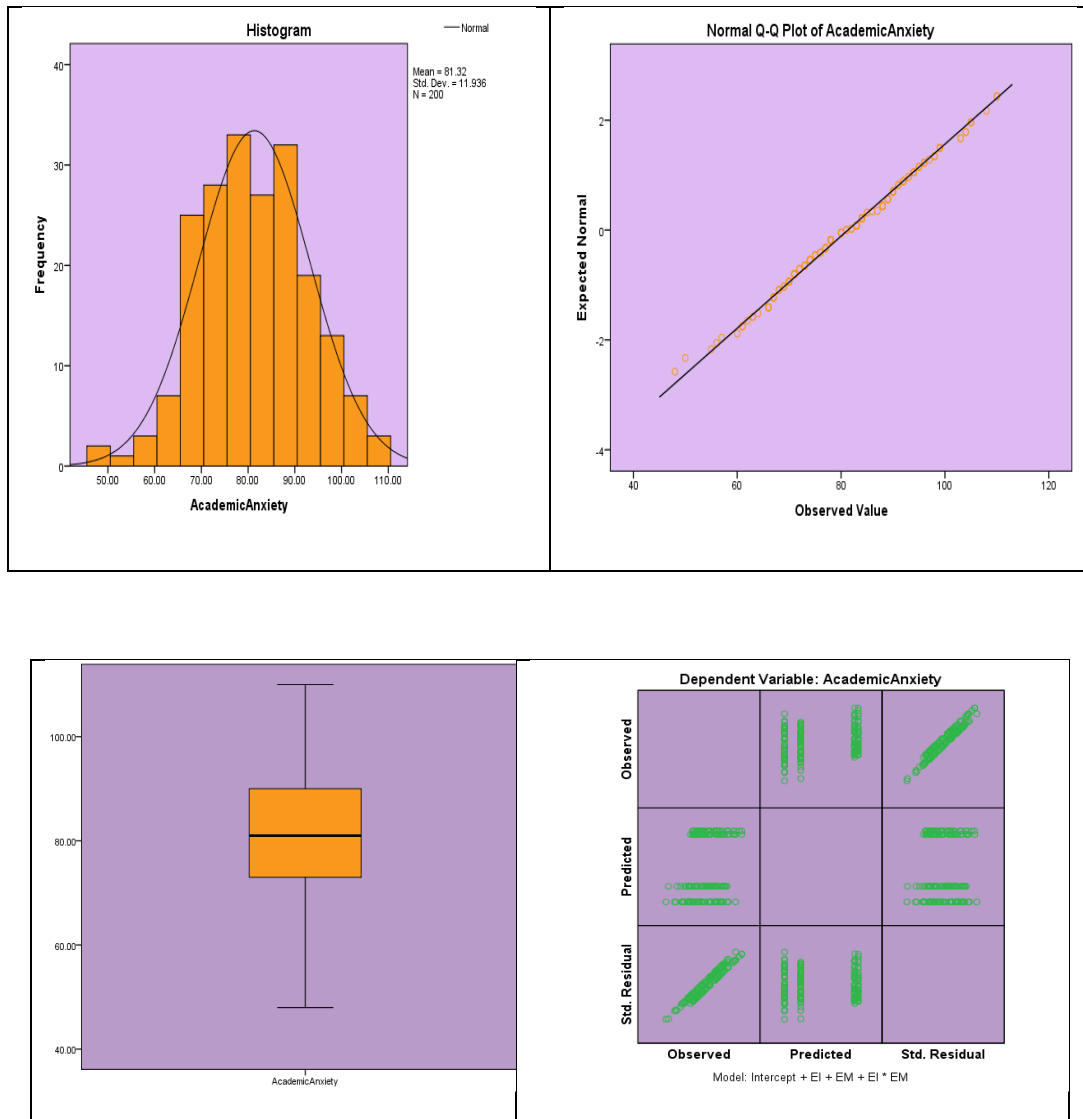 Histogram
Normal
Mean = 81.32
Std. Dev. = 11.936
N = 200
40
30
20
10
0
Frequency
50.00 60.00 70.00 80.00 90.00 100.00 110.00
AcademicAnxiety
Normal Q-Q Plot of AcademicAnxiety
2
0
-2
-4
Expected Normal
40 60 80 100 120
Observed Value
100.00
80.00
60.00
40.00
AcademicAnxiety
Dependent Variable: AcademicAnxiety
Observed
Predicted
Std. Residual
Observed Predicted Std. Residual
Model: Intercept + EI + EM + EI * EM